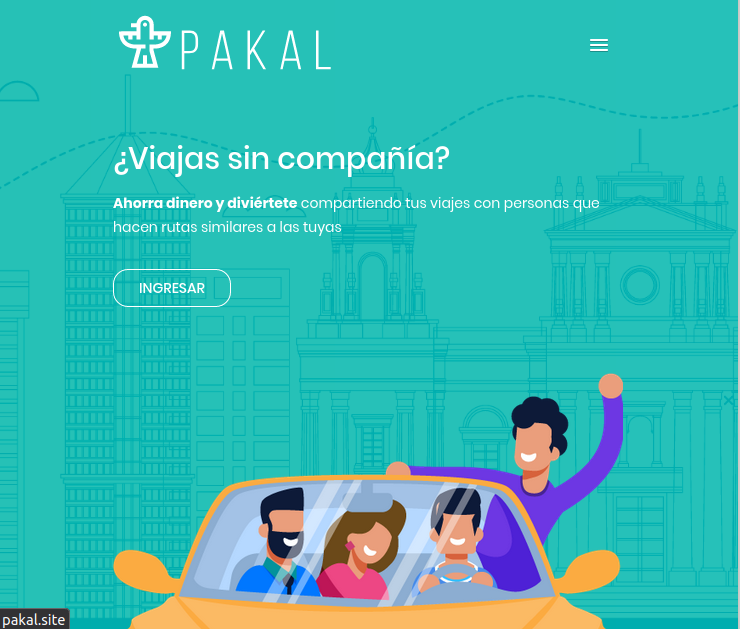 PAKAL
¿Viajas sin compañía?
Ahorra dinero y diviértete compartiendo tus viajes con personas que
hacen rutas similares a las tuyas
INGRESAR
pakal.site